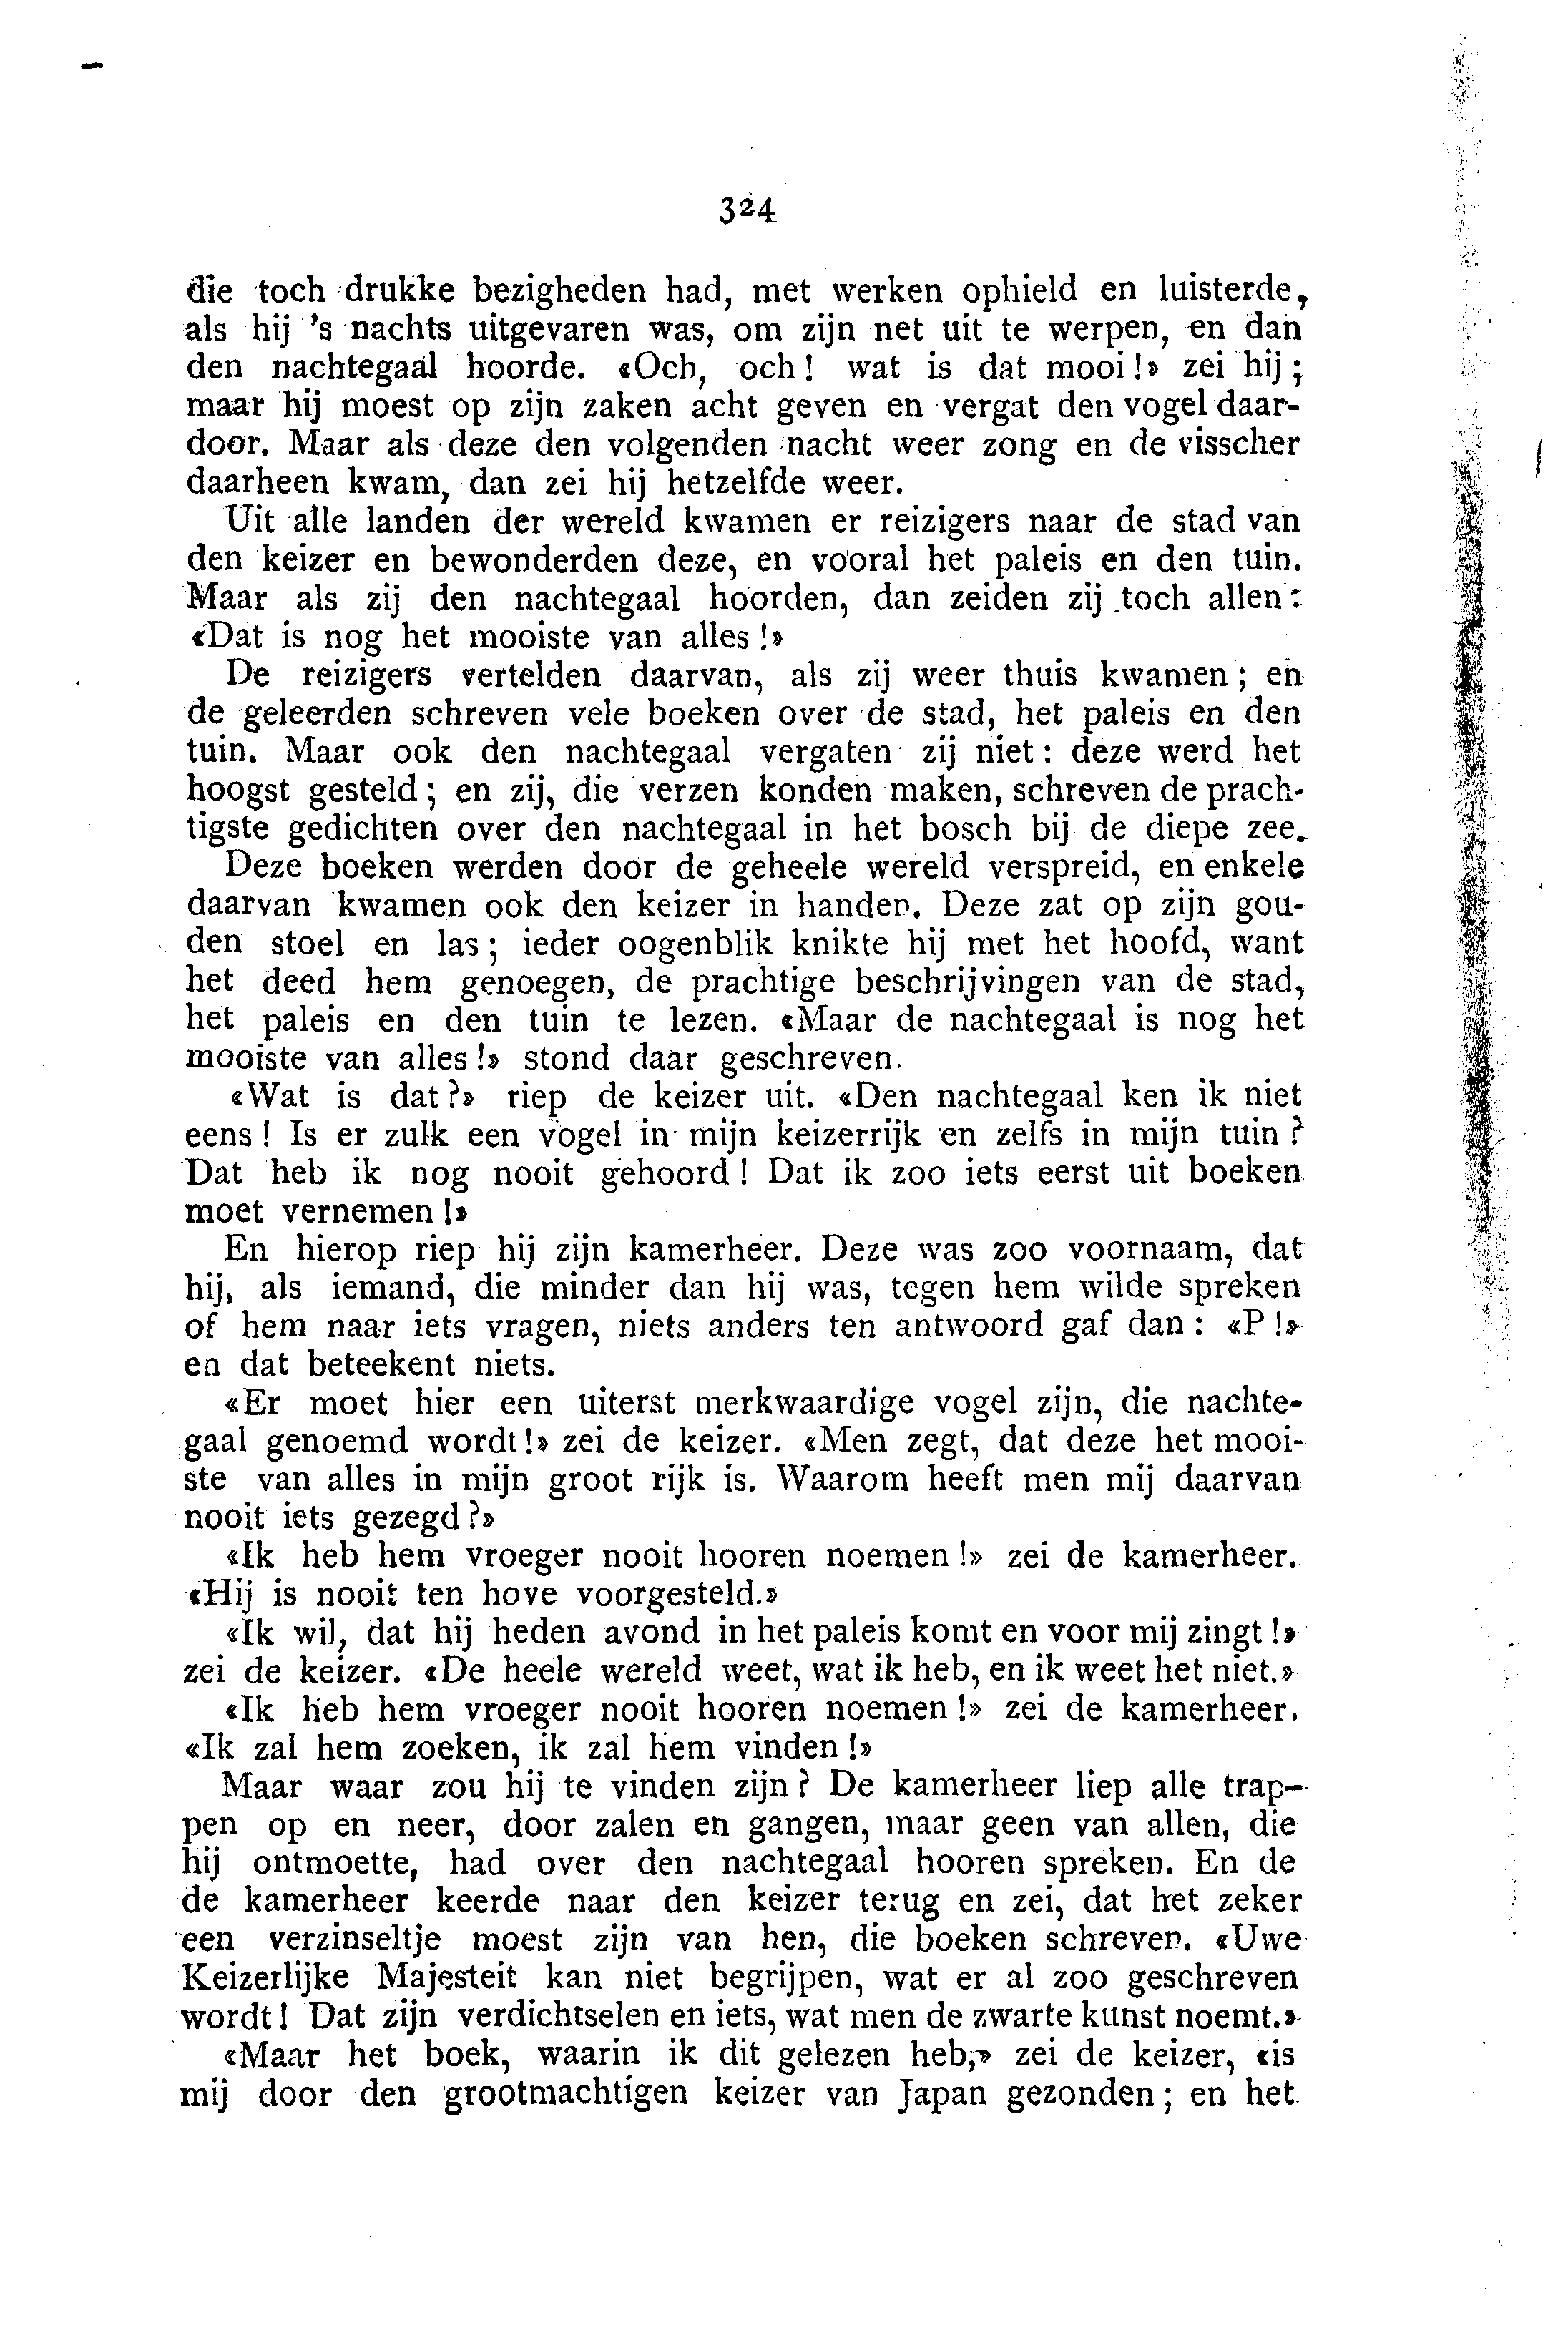 324
die toch drukke bezigheden had, met werken ophield en luisterde,
als hij 's nachts uitgevaren was, om zijn net uit te werpen, en dan
den nachtegaal hoorde. «Och, och! wat is dat mooi!» zei hij;
maar hij moest op zijn zaken acht geven en vergat den vogel daar-
door. Maar als deze den volgenden nacht weer zong en de visscher
daarheen kwam, dan zei hij hetzelfde weer.
Uit alle landen der wereld kwamen er reizigers naar de stad van
den keizer en bewonderden deze, en vooral het paleis en den tuin.
Maar als zij den nachtegaal hoorden, dan zeiden zij toch allen:
«Dat is nog het mooiste van alles!»
De reizigers vertelden daarvan, als zij weer thuis kwamen; en
de geleerden schreven vele boeken over de stad, het paleis en den
tuin. Maar ook den nachtegaal vergaten zij niet: deze werd het
hoogst gesteld; en zij, die verzen konden maken, schreven de prach-
tigste gedichten over den nachtegaal in het bosch bij de diepe zee.
Deze boeken werden door de geheele wereld verspreid, en enkele
daarvan kwamen ook den keizer in handen. Deze zat op zijn gou-
den stoel en las; ieder oogenblik knikte hij met het hoofd, want
het deed hem genoegen, de prachtige beschrijvingen van de stad,
het paleis en den tuin te lezen. «Maar de nachtegaal is nog het
mooiste van alles!» stond daar geschreven.
«Wat is dat?» riep de keizer uit. «Den nachtegaal ken ik niet
eens! Is er zulk een vogel in mijn keizerrijk en zelfs in mijn tuin?
Dat heb ik nog nooit gehoord! Dat ik zoo iets eerst uit boeken
moet vernemen!»
En hierop riep hij zijn kamerheer. Deze was zoo voornaam, dat
hij, als iemand, die minder dan hij was, tegen hem wilde spreken
of hem naar iets vragen, niets anders ten antwoord gaf dan: «P!»
en dat beteekent niets.
«Er moet hier een uiterst merkwaardige vogel zijn, die nachte-
gaal genoemd wordt!» zei de keizer. «Men zegt, dat deze het mooi-
ste van alles in mijn groot rijk is. Waarom heeft men mij daarvan
nooit iets gezegd?»
«Ik heb hem vroeger nooit hooren noemen!» zei de kamerheer.
«Hij is nooit ten hove voorgesteld.»
«Ik wil, dat hij heden avond in het paleis komt en voor mij zingt!»
zei de keizer. «De heele wereld weet, wat ik heb, en ik weet het niet.»
«Ik heb hem vroeger nooit hooren noemen!» zei de kamerheer.
«Ik zal hem zoeken, ik zal hem vinden!»
Maar waar zou hij te vinden zijn? De kamerheer liep alle trap-
pen op en neer, door zalen en gangen, maar geen van allen, die
hij ontmoette, had over den nachtegaal hooren spreken. En de
de kamerheer keerde naar den keizer terug en zei, dat het zeker
een verzinseltje moest zijn van hen, die boeken schreven. «Uwe
Keizerlijke Majesteit kan niet begrijpen, wat er al zoo geschreven
wordt! Dat zijn verdichtselen en iets, wat men de zwarte kunst noemt.»
«Maar het boek, waarin ik dit gelezen heb,» zei de keizer, «is
mij door den grootmachtigen keizer van Japan gezonden; en het